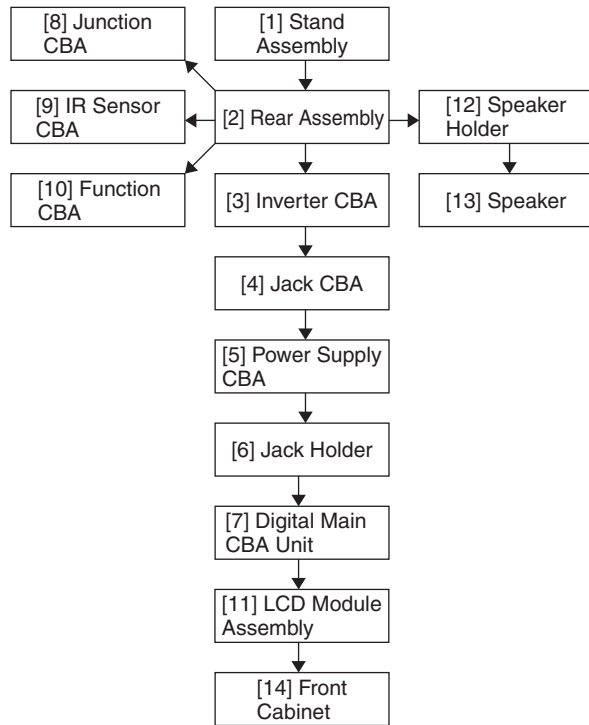 [8] Junction
CBA
[1] Stand
Assembly
[9] IR Sensor
CBA
[2] Rear Assembly
[12] Speaker
Holder
[10] Function
CBA
[3] Inverter CBA
[13] Speaker
[4] Jack CBA
[5] Power Supply
CBA
[6] Jack Holder
[7] Digital Main
CBA Unit
[11] LCD Module
Assembly
[14] Front
Cabinet